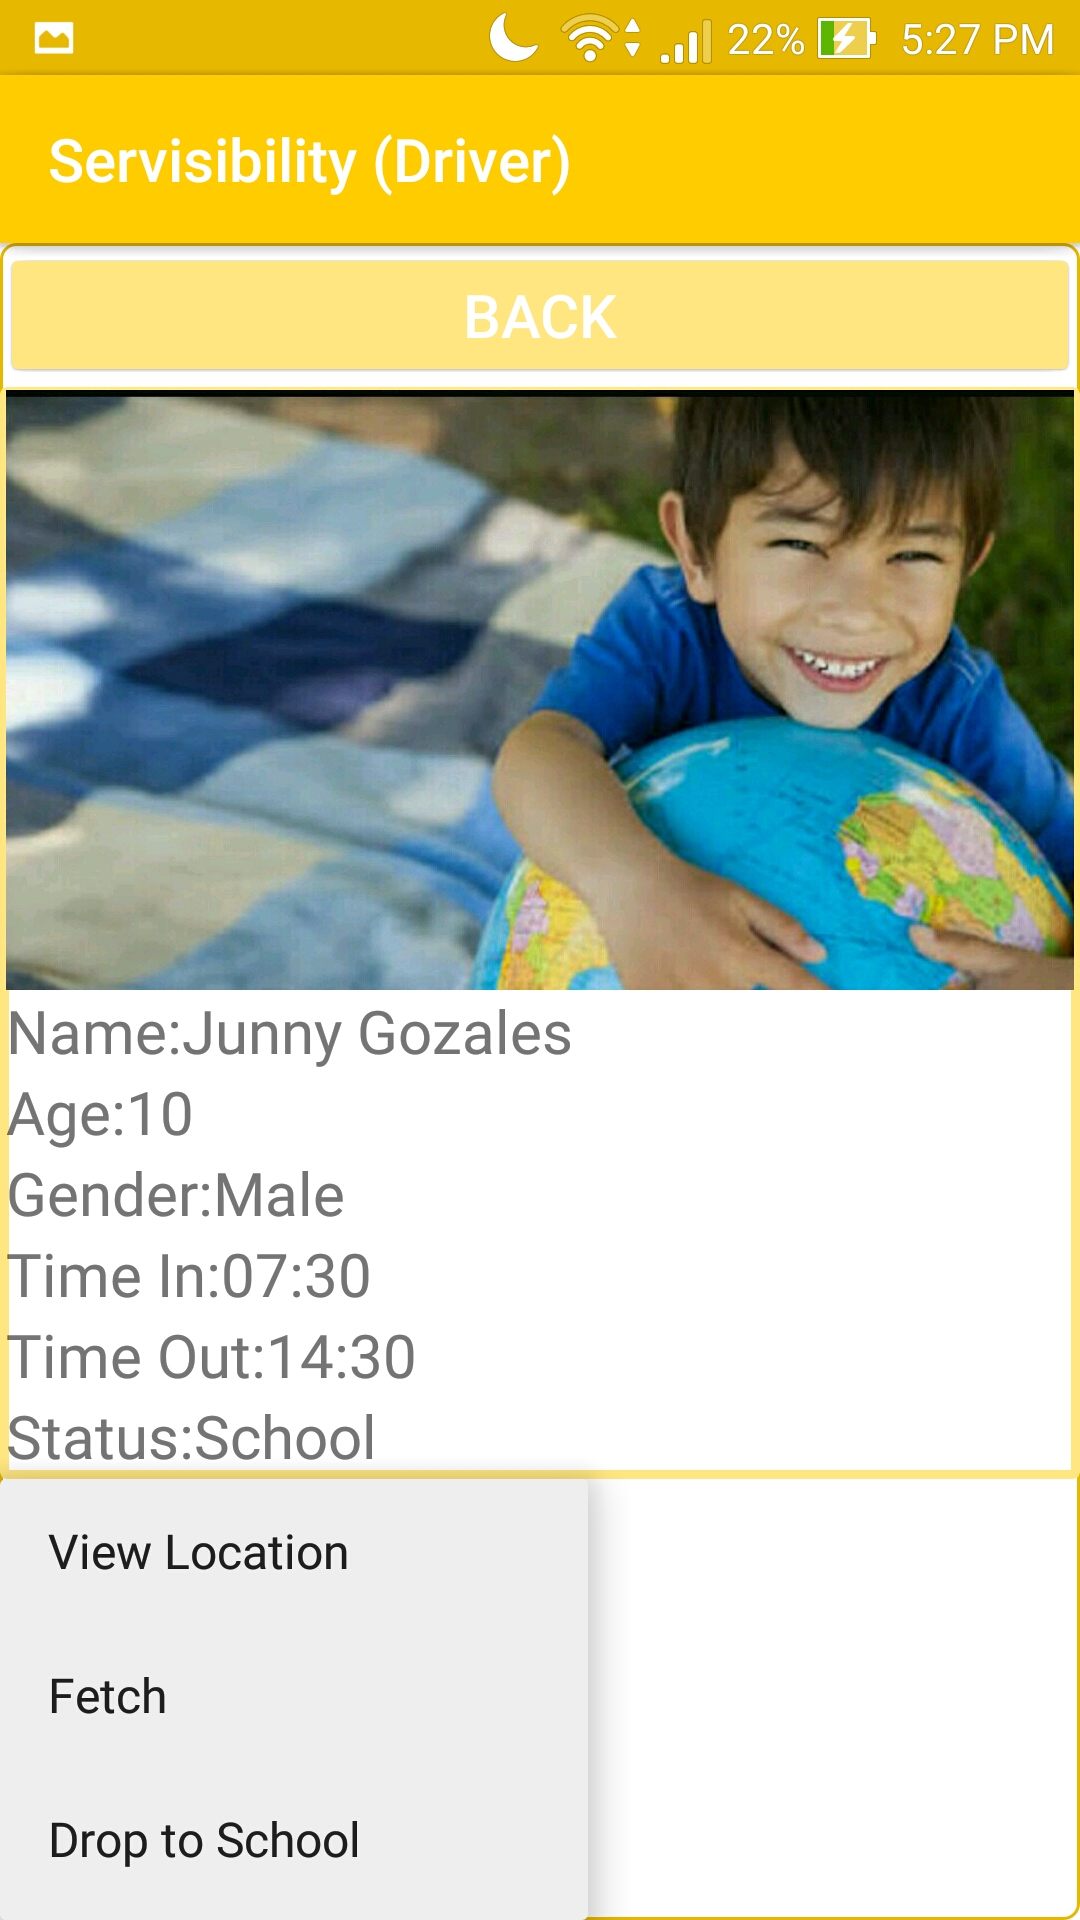 22% 5:27 PM
Servisibility (Driver)
BACK
Name:Junny Gozales
Age:10
Gender:Male
Time In:07:30
Time Out:14:30
Status:School
View Location
Fetch
Drop to School